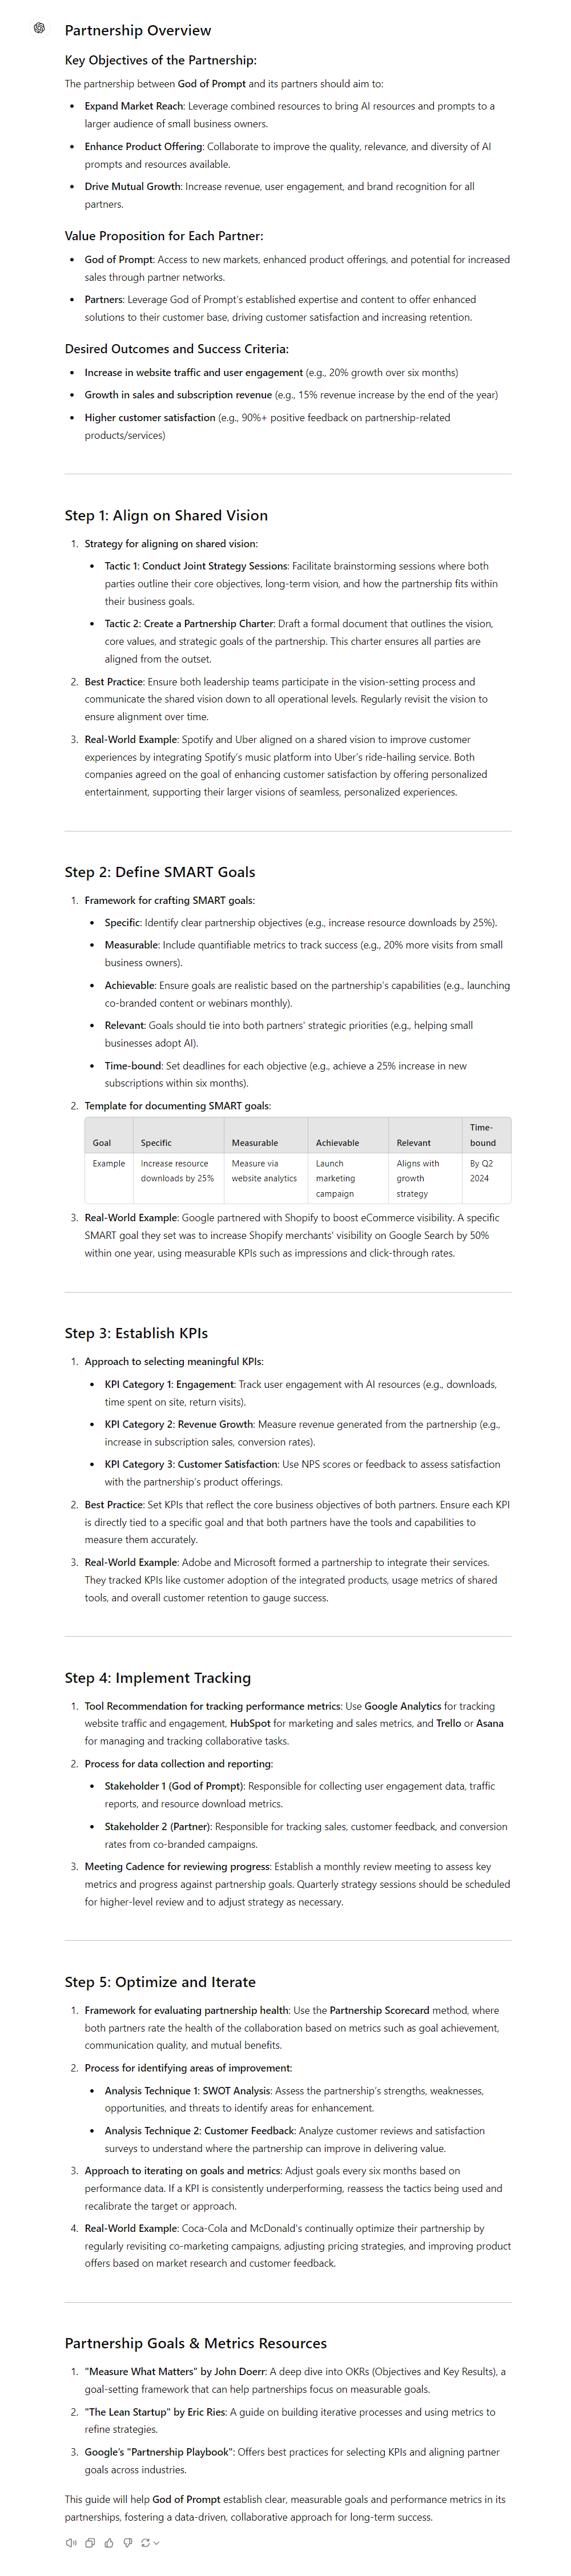 Partnership Overview
Key Objectives of the Partnership:
The partnership between God of Prompt and its partners should aim to:
• Expand Market Reach: Leverage combined resources to bring AI resources and prompts to a
larger audience of small business owners.
• Enhance Product Offering: Collaborate to improve the quality, relevance, and diversity of AI
prompts and resources available.
• Drive Mutual Growth: Increase revenue, user engagement, and brand recognition for all
partners.
Value Proposition for Each Partner:
• God of Prompt: Access to new markets, enhanced product offerings, and potential for increased
sales through partner networks.
• Partners: Leverage God of Prompt's established expertise and content to offer enhanced
solutions to their customer base, driving customer satisfaction and increasing retention.
Desired Outcomes and Success Criteria:
• Increase in website traffic and user engagement (e.g., 20% growth over six months)
• Growth in sales and subscription revenue (e.g., 15% revenue increase by the end of the year)
• Higher customer satisfaction (e.g., 90%+ positive feedback on partnership-related
products/services)
Step 1: Align on Shared Vision
1. Strategy for aligning on shared vision:
• Tactic 1: Conduct Joint Strategy Sessions: Facilitate brainstorming sessions where both
parties outline their core objectives, long-term vision, and how the partnership fits within
their business goals.
• Tactic 2: Create a Partnership Charter: Draft a formal document that outlines the vision,
core values, and strategic goals of the partnership. This charter ensures all parties are
aligned from the outset.
2. Best Practice: Ensure both leadership teams participate in the vision-setting process and
communicate the shared vision down to all operational levels. Regularly revisit the vision to
ensure alignment over time.
3. Real-World Example: Spotify and Uber aligned on a shared vision to improve customer
experiences by integrating Spotify's music platform into Uber's ride-hailing service. Both
companies agreed on the goal of enhancing customer satisfaction by offering personalized
entertainment, supporting their larger visions of seamless, personalized experiences.
Step 2: Define SMART Goals
1. Framework for crafting SMART goals:
• Specific: Identify clear partnership objectives (e.g., increase resource downloads by 25%).
• Measurable: Include quantifiable metrics to track success (e.g., 20% more visits from small
business owners).
• Achievable: Ensure goals are realistic based on the partnership's capabilities (e.g., launching
co-branded content or webinars monthly).
• Relevant: Goals should tie into both partners' strategic priorities (e.g., helping small
businesses adopt AI).
• Time-bound: Set deadlines for each objective (e.g., achieve a 25% increase in new
subscriptions within six months).
2. Template for documenting SMART goals:
Time-
Goal Specific Measurable Achievable Relevant bound
Example Increase resource Measure via Launch Aligns with By Q2
downloads by 25% website analytics marketing growth 2024
campaign strategy
3. Real-World Example: Google partnered with Shopify to boost eCommerce visibility. A specific
SMART goal they set was to increase Shopify merchants' visibility on Google Search by 50%
within one year, using measurable KPIs such as impressions and click-through rates.
Step 3: Establish KPIs
1. Approach to selecting meaningful KPIs:
• KPI Category 1: Engagement: Track user engagement with AI resources (e.g., downloads,
time spent on site, return visits).
• KPI Category 2: Revenue Growth: Measure revenue generated from the partnership (e.g.,
increase in subscription sales, conversion rates).
• KPI Category 3: Customer Satisfaction: Use NPS scores or feedback to assess satisfaction
with the partnership's product offerings.
2. Best Practice: Set KPIs that reflect the core business objectives of both partners. Ensure each KPI
is directly tied to a specific goal and that both partners have the tools and capabilities to
measure them accurately.
3. Real-World Example: Adobe and Microsoft formed a partnership to integrate their services.
They tracked KPIs like customer adoption of the integrated products, usage metrics of shared
tools, and overall customer retention to gauge success.
Step 4: Implement Tracking
1. Tool Recommendation for tracking performance metrics: Use Google Analytics for tracking
website traffic and engagement, HubSpot for marketing and sales metrics, and Trello or Asana
for managing and tracking collaborative tasks.
2. Process for data collection and reporting:
• Stakeholder 1 (God of Prompt): Responsible for collecting user engagement data, traffic
reports, and resource download metrics.
• Stakeholder 2 (Partner): Responsible for tracking sales, customer feedback, and conversion
rates from co-branded campaigns.
3. Meeting Cadence for reviewing progress: Establish a monthly review meeting to assess key
metrics and progress against partnership goals. Quarterly strategy sessions should be scheduled
for higher-level review and to adjust strategy as necessary.
Step 5: Optimize and Iterate
1. Framework for evaluating partnership health: Use the Partnership Scorecard method, where
both partners rate the health of the collaboration based on metrics such as goal achievement,
communication quality, and mutual benefits.
2. Process for identifying areas of improvement:
• Analysis Technique 1: SWOT Analysis: Assess the partnership's strengths, weaknesses,
opportunities, and threats to identify areas for enhancement.
• Analysis Technique 2: Customer Feedback: Analyze customer reviews and satisfaction
surveys to understand where the partnership can improve in delivering value.
3. Approach to iterating on goals and metrics: Adjust goals every six months based on
performance data. If a KPI is consistently underperforming, reassess the tactics being used and
recalibrate the target or approach.
4. Real-World Example: Coca-Cola and McDonald's continually optimize their partnership by
regularly revisiting co-marketing campaigns, adjusting pricing strategies, and improving product
offers based on market research and customer feedback.
Partnership Goals & Metrics Resources
1. "Measure What Matters" by John Doerr: A deep dive into OKRs (Objectives and Key Results), a
goal-setting framework that can help partnerships focus on measurable goals.
2. "The Lean Startup" by Eric Ries: A guide on building iterative processes and using metrics to
refine strategies.
3. Google's "Partnership Playbook": Offers best practices for selecting KPIs and aligning partner
goals across industries.
This guide will help God of Prompt establish clear, measurable goals and performance metrics in its
partnerships, fostering a data-driven, collaborative approach for long-term success.